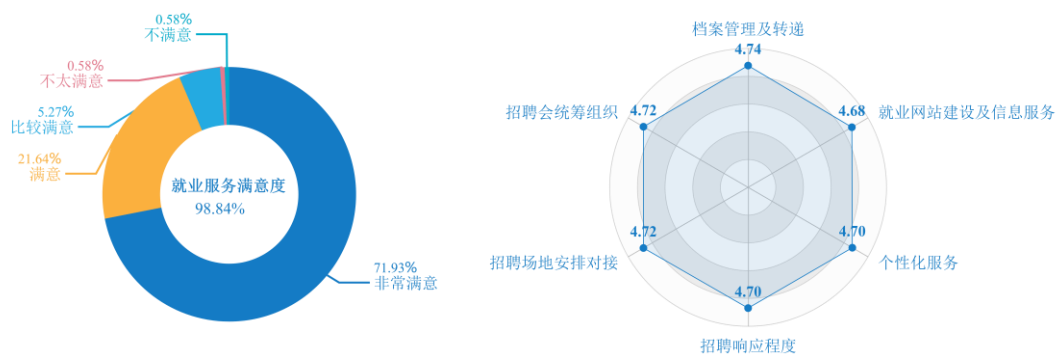 0.58%
不满意
0.58%
不太满意
5.27%
比较满意
21.64%
满意
就业服务满意度
98.84%
71.93%
非常满意
档案管理及转递
4.74
招聘会统筹组织
4.72
4.68
就业网站建设及信息服务
招聘场地安排对接
4.72
4.70
个性化服务
4.70
招聘响应程度